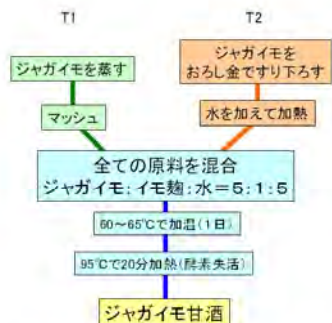 T1
T2
ジャガイモを蒸す
ジャガイモを
おろし金ですり下ろす
マッシュ
水を加えて加熱
全ての原料を混合
ジャガイモ:イモ麹:水=5:1:5
60~65℃で加温(1日)
95℃で20分加熱(酵素失活)
ジャガイモ甘酒